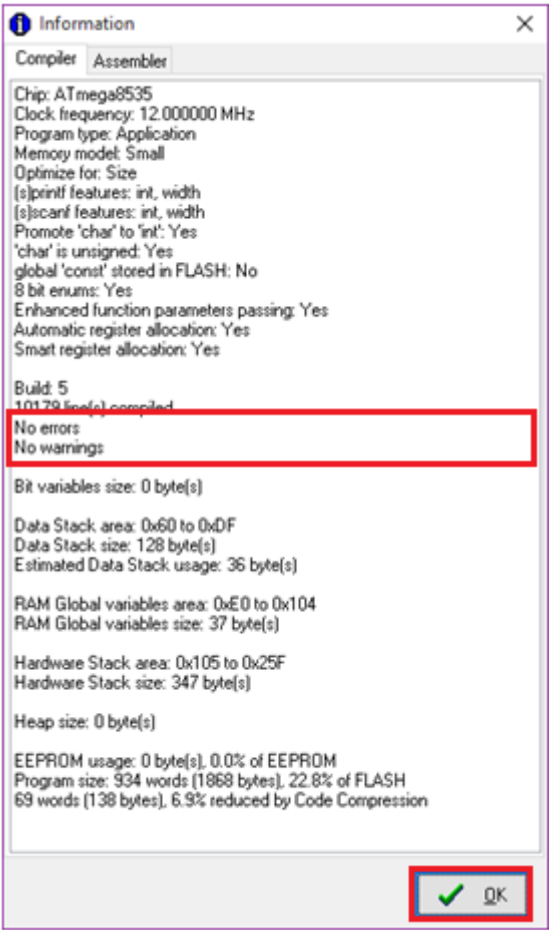 Information
Compiler Assembler
Chip: ATmega8535
Clock frequency: 12.000000 MHz
Program type: Application
Memory model: Small
Optimize for: Size
(s)printf features: int, width
(s)scanf features: int, width
Promote 'char' to 'int': Yes
'char' is unsigned: Yes
global 'const' stored in FLASH: No
8 bit enums: Yes
Enhanced function parameters passing: Yes
Automatic register allocation: Yes
Smart register allocation: Yes
Build: 5
10179 line(s) compiled
No errors
No warnings
Bit variables size: 0 byte(s)
Data Stack area: 0x60 to 0xDF
Data Stack size: 128 byte(s)
Estimated Data Stack usage: 36 byte(s)
RAM Global variables area: 0xE0 to 0x104
RAM Global variables size: 37 byte(s)
Hardware Stack area: 0x105 to 0x25F
Hardware Stack size: 347 byte(s)
Heap size: 0 byte(s)
EEPROM usage: 0 byte(s), 0.0% of EEPROM
Program size: 934 words (1868 bytes), 22.8% of FLASH
69 words (138 bytes), 6.9% reduced by Code Compression
OK